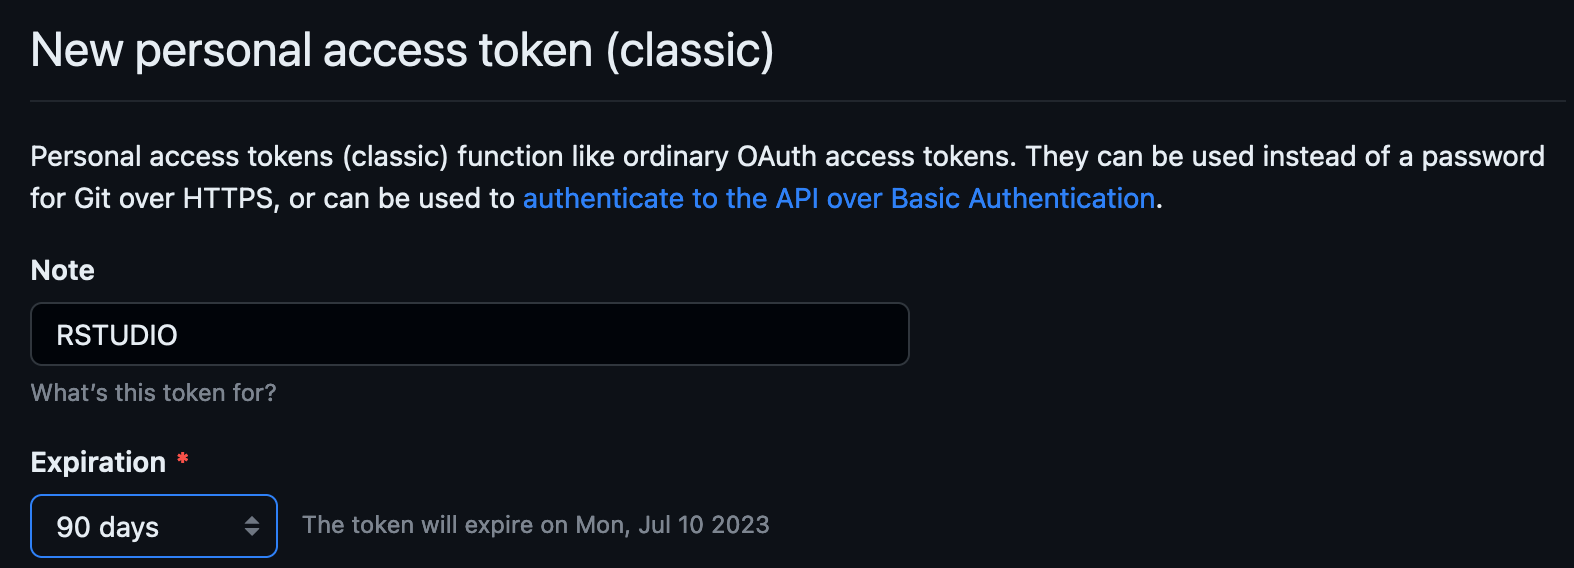 New personal access token (classic)
Personal access tokens (classic) function like ordinary OAuth access tokens. They can be used instead of a password
for Git over HTTPS, or can be used to authenticate to the API over Basic Authentication.
Note
RSTUDIO
What's this token for?
Expiration *
90 days
The token will expire on Mon, Jul 10 2023